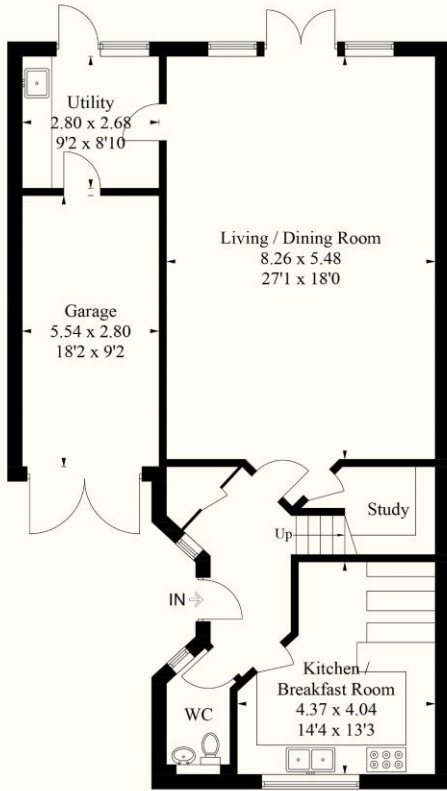 Utility
2.80 x 2.68
9'2 x 8'10
Living / Dining Room
8.26 x 5.48
27'1 x 18'0
Garage
5.54 x 2.80
18'2 x 9'2
Study
Up
IN
Kitchen /
Breakfast Room
4.37 x 4.04
14'4 x 13'3
WC